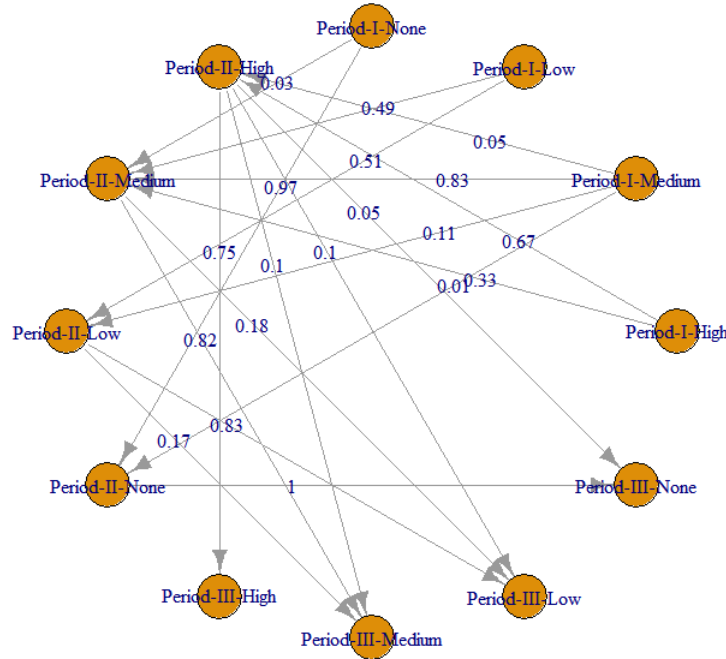 Period-I-None
Period-II-High
Period-I-Low
0.03
0.49
0.05
0.51
Period-II-Medium
0.97
0.83
Period-I-Medium
0.05
0.11
0.67
0.75
0.1
0.1
0.01
0.33
Period-II-Low
0.82
0.18
Period-I-High
0.83
0.17
Period-II-None
1
Period-III-None
Period-III-High
Period-III-Low
Period-III-Medium